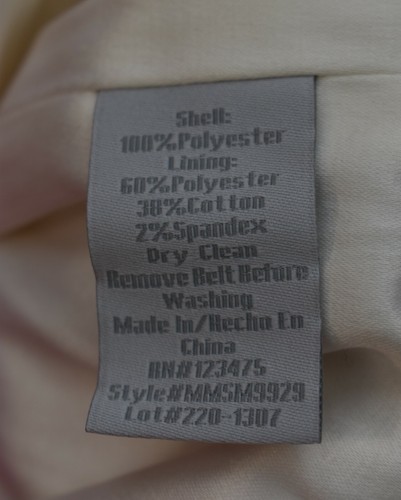 Shell:
100%Polyester
Lining:
60%Polyester
38%Cotton
2%Spandex
Dry Clean
Remove Belt Before
Washing
Made In/Hecho En
China
RN#123475
Style#MMSM9929
Lot#220-1307